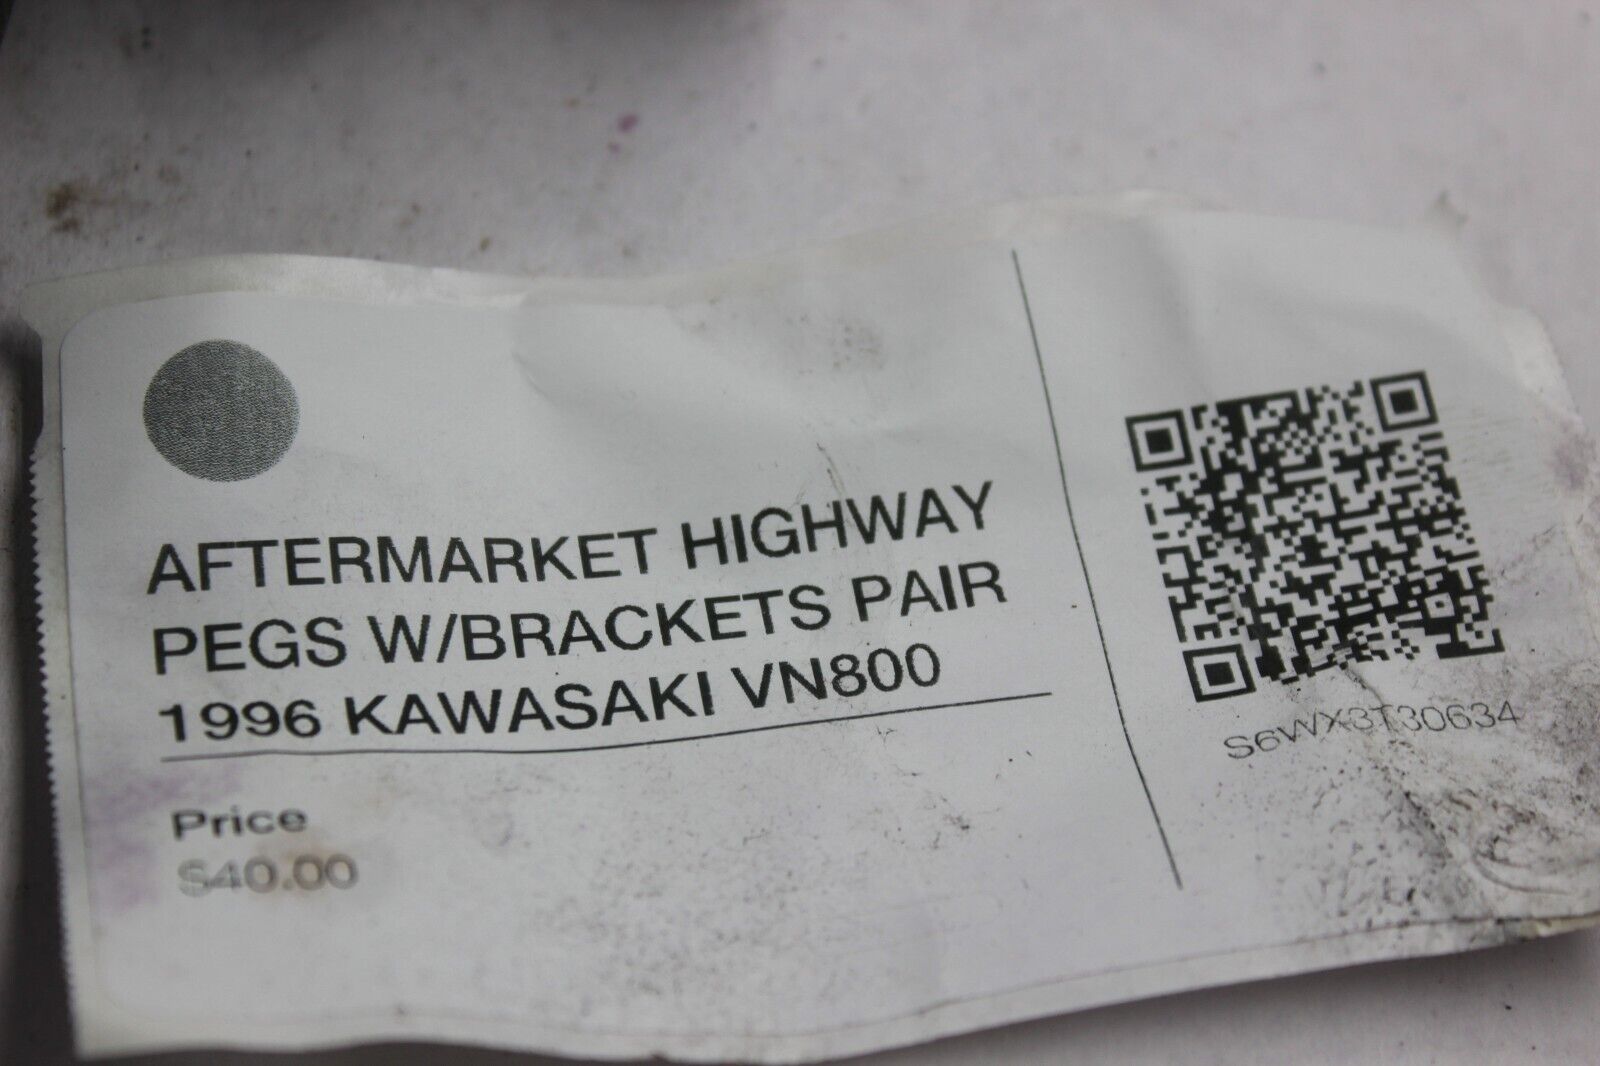 AFTERMARKET HIGHWAY
PEGS W/BRACKETS PAIR
1996 KAWASAKI VN800
Price
$40.00
S6WX3T30634